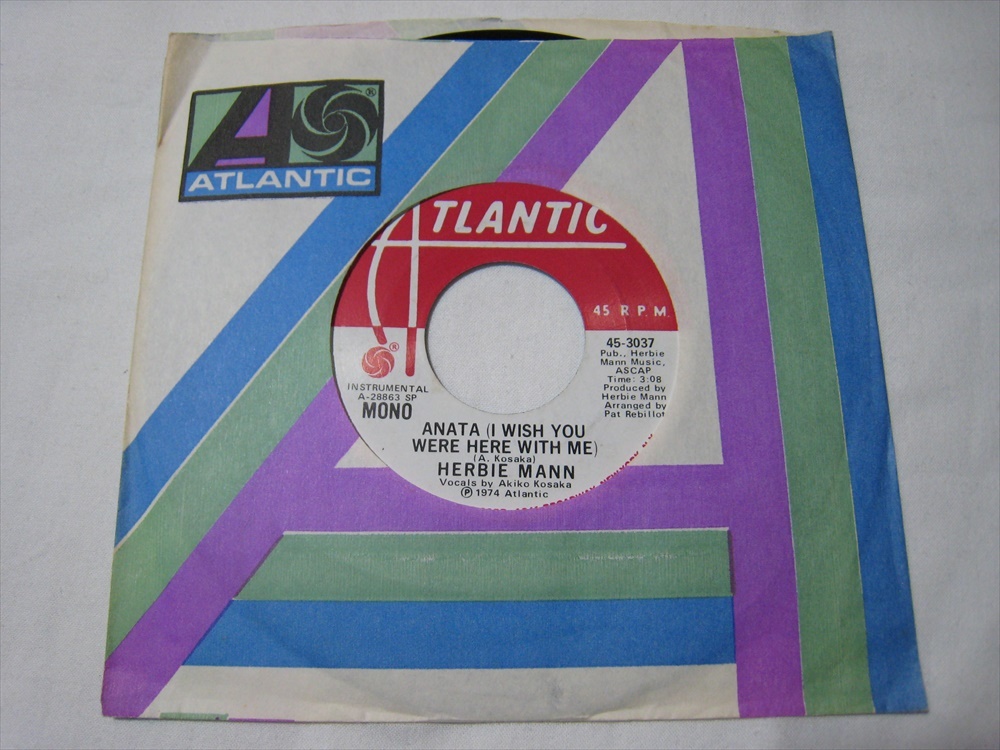 ®
ATLANTIC
ATLANTIC
45 R.P.M.
®
INSTRUMENTAL
A-28863 SP
MONO
45-3037
Pub., Herbie
Mann Music,
ASCAP
Time: 3:08
Produced by
Herbie Mann
Arranged by
Pat Rebillot
ANATA (I WISH YOU
WERE HERE WITH ME)
(A. Kosaka)
HERBIE MANN
Vocals by Akiko Kosaka
Ⓟ 1974 Atlantic